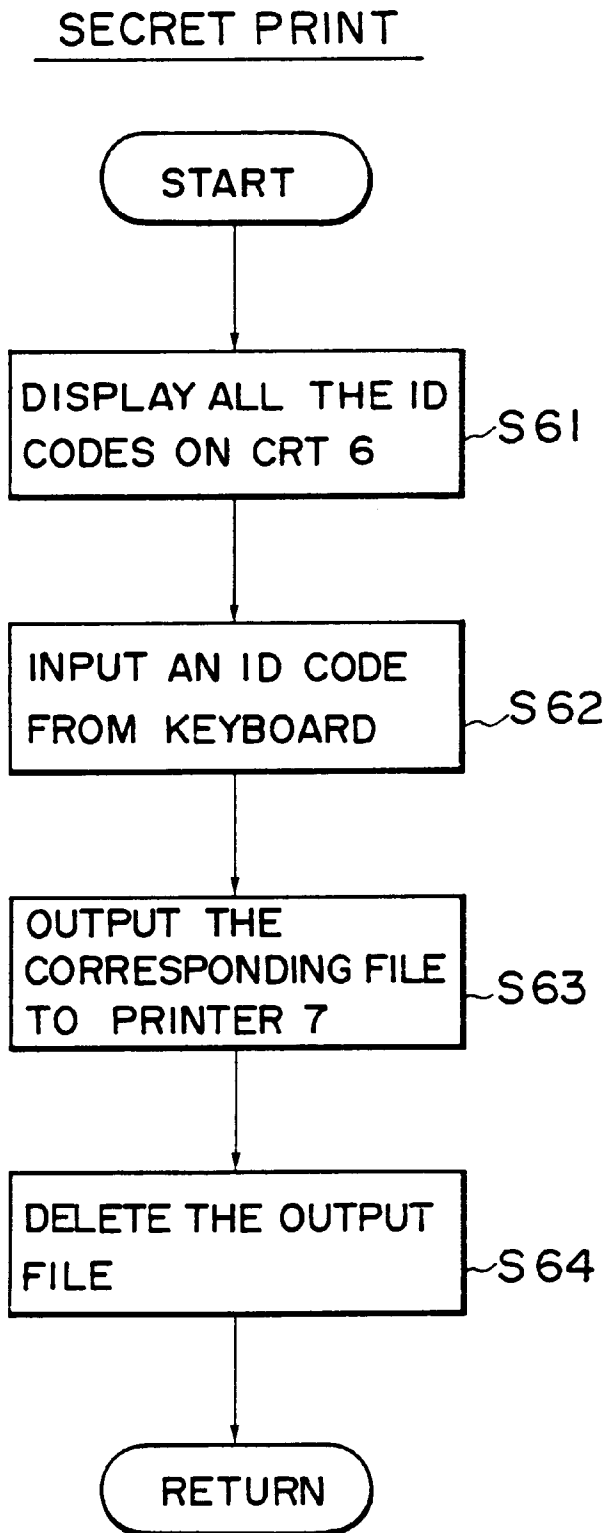 SECRET PRINT
START
DISPLAY ALL THE ID
CODES ON CRT 6
S61
INPUT AN ID CODE
FROM KEYBOARD
S62
OUTPUT THE
CORRESPONDING FILE
TO PRINTER 7
S63
DELETE THE OUTPUT
FILE
S64
RETURN